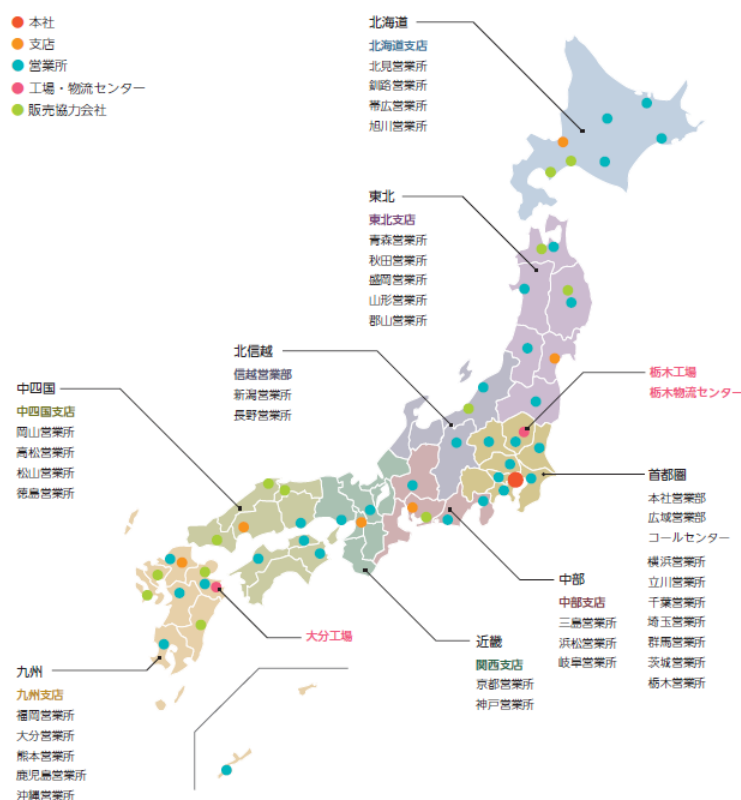 本社
支店
営業所
工場・物流センター
販売協力会社
北海道
北海道支店
北見営業所
釧路営業所
帯広営業所
旭川営業所
東北
東北支店
青森営業所
秋田営業所
盛岡営業所
山形営業所
郡山営業所
北信越
信越営業部
新潟営業所
長野営業所
栃木工場
栃木物流センター
中四国
中四国支店
岡山営業所
高松営業所
松山営業所
徳島営業所
首都圏
本社営業部
広域営業部
コールセンター
横浜営業所
立川営業所
千葉営業所
埼玉営業所
群馬営業所
茨城営業所
栃木営業所
中部
中部支店
三島営業所
浜松営業所
岐阜営業所
近畿
関西支店
京都営業所
神戸営業所
大分工場
九州
九州支店
福岡営業所
大分営業所
熊本営業所
鹿児島営業所
沖縄営業所